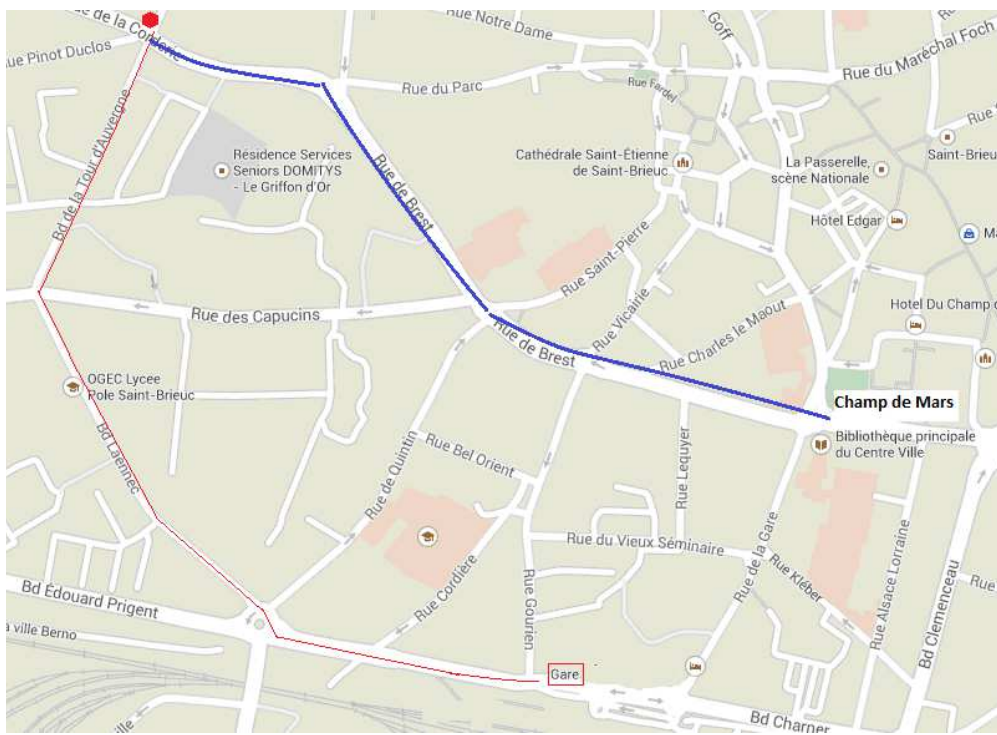 ue de la Corderie
Rue Notre Dame
Goff
ue Pinot Duclos
Rue du Maréchal Foch
Rue du Parc
Rue Fardel
Rue s
Bd de la Tour d'Auvergne
Résidence Services
Seniors DOMITYS
- Le Griffon d'Or
Rue de Brest
Cathédrale Saint-Étienne
de Saint-Brieuc
La Passerelle,
scène Nationale
Saint-Brieu
Hôtel Edgar
Ma
Rue Saint-Pierre
Rue des Capucins
Rue de Brest
Rue Vicairie
Rue Charles le Maout
Hotel Du Champ d
OGEC Lycee
Pole Saint-Brieuc
Champ de Mars
Bibliothèque principale
du Centre Ville
Bd Laennec
Rue de Quintin
Rue Bel Orient
Rue Lequyer
Rue du Vieux Séminaire
Rue de la Gare
Rue Kléber
Rue Alsace Lorraine
Bd Clemenceau
Rue
Bd Édouard Prigent
Rue Cordière
Rue Gourien
a ville Berno
Gare
Bd Charner
ville